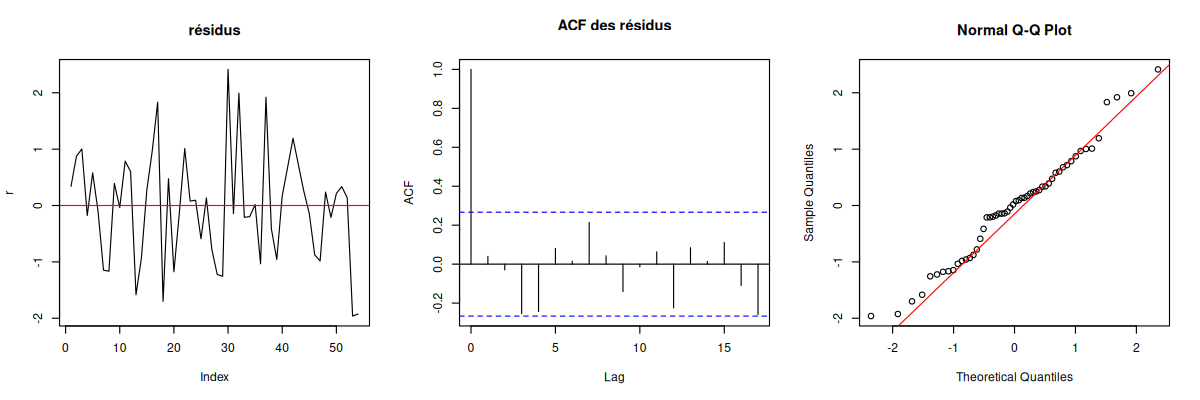 résidus
r
2
1
0
-1
-2
0 10 20 30 40 50
Index
ACF des résidus
ACF
1.0
0.8
0.6
0.4
0.2
0.0
-0.2
0 5 10 15
Lag
Normal Q-Q Plot
Sample Quantiles
2
1
0
-1
-2
-2 -1 0 1 2
Theoretical Quantiles